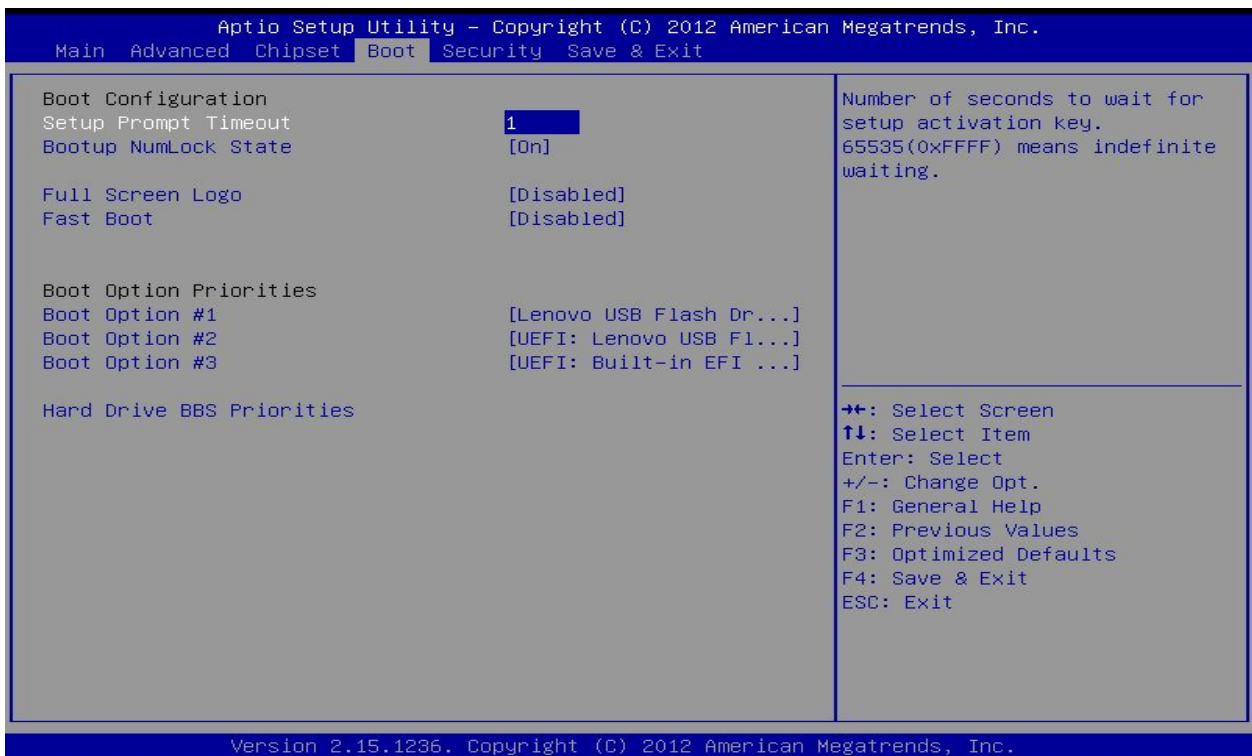 Aptio Setup Utility – Copyright (C) 2012 American Megatrends, Inc.
Main Advanced Chipset Boot Security Save & Exit
Boot Configuration
Setup Prompt Timeout 1
Bootup NumLock State [On]
Full Screen Logo [Disabled]
Fast Boot [Disabled]
Boot Option Priorities
Boot Option #1 [Lenovo USB Flash Dr...]
Boot Option #2 [UEFI: Lenovo USB Fl...]
Boot Option #3 [UEFI: Built-in EFI ...]
Hard Drive BBS Priorities
Number of seconds to wait for
setup activation key.
65535(0xFFFF) means indefinite
waiting.
→←: Select Screen
↑↓: Select Item
Enter: Select
+/-: Change Opt.
F1: General Help
F2: Previous Values
F3: Optimized Defaults
F4: Save & Exit
ESC: Exit
Version 2.15.1236. Copyright (C) 2012 American Megatrends, Inc.